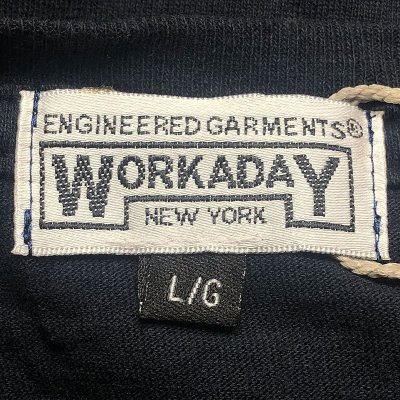 ENGINEERED GARMENTS®
WORKADAY
NEW YORK
L/G